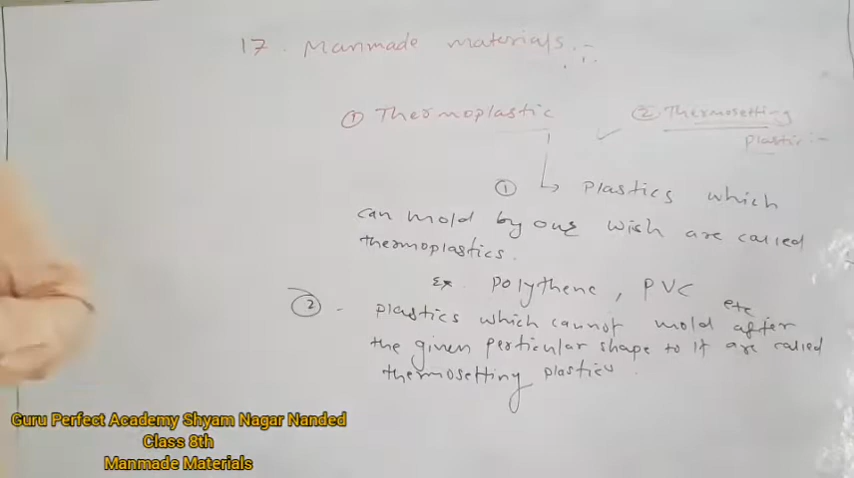 17. Manmade materials :-
① Thermoplastic ② Thermosetting
plastic :-
① ↳ Plastics which
can mold by our wish are called
thermoplastics.
Ex. polythene, PVC
etc
② - plastics which cannot mold after
the given perticular shape to it are called
thermosetting plastics.
Guru Perfect Academy Shyam Nagar Nanded
Class 8th
Manmade Materials